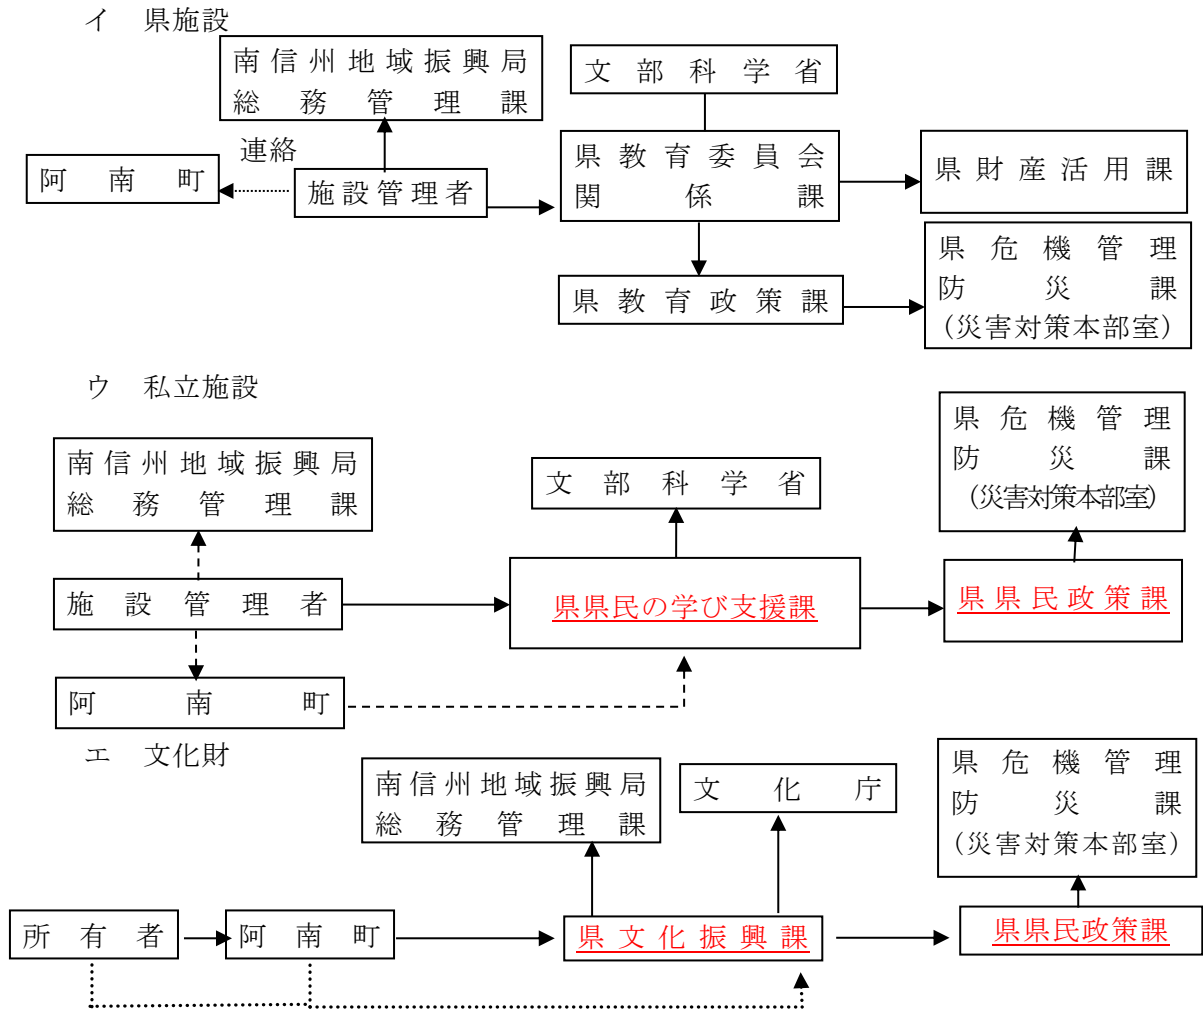 イ 県施設
南信州地域振興局
総務管理課
文部科学省
連絡
阿南町
施設管理者
県教育委員会
関係課
県財産活用課
県教育政策課
県危機管理
防災課
(災害対策本部室)
ウ 私立施設
南信州地域振興局
総務管理課
文部科学省
県危機管理
防災課
(災害対策本部室)
施設管理者
県県民の学び支援課
県県民政策課
阿南町
エ 文化財
南信州地域振興局
総務管理課
文化庁
県危機管理
防災課
(災害対策本部室)
所有者
阿南町
県文化振興課
県県民政策課